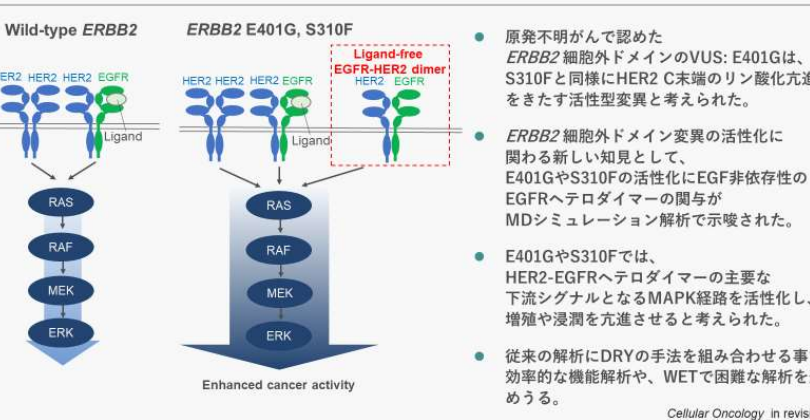 Wild-type ERBB2
ER2 HER2 HER2 EGFR
Ligand
RAS
RAF
MEK
ERK
ERBB2 E401G, S310F
Ligand-free
EGFR-HER2 dimer
HER2 HER2 HER2 EGFR
HER2 EGFR
Ligand
RAS
RAF
MEK
ERK
Enhanced cancer activity
原発不明がんで認めた
ERBB2 細胞外ドメインのVUS: E401Gは、
S310Fと同様にHER2 C末端のリン酸化亢進
をきたす活性型変異と考えられた。
ERBB2 細胞外ドメイン変異の活性化に
関わる新しい知見として、
E401GやS310Fの活性化にEGF非依存性の
EGFRヘテロダイマーの関与が
MDシミュレーション解析で示唆された。
E401GやS310Fでは、
HER2-EGFRヘテロダイマーの主要な
下流シグナルとなるMAPK経路を活性化し、
増殖や浸潤を亢進させると考えられた。
従来の解析にDRYの手法を組み合わせる事
効率的な機能解析や、WETで困難な解析を
めうる。
Cellular Oncology in revis